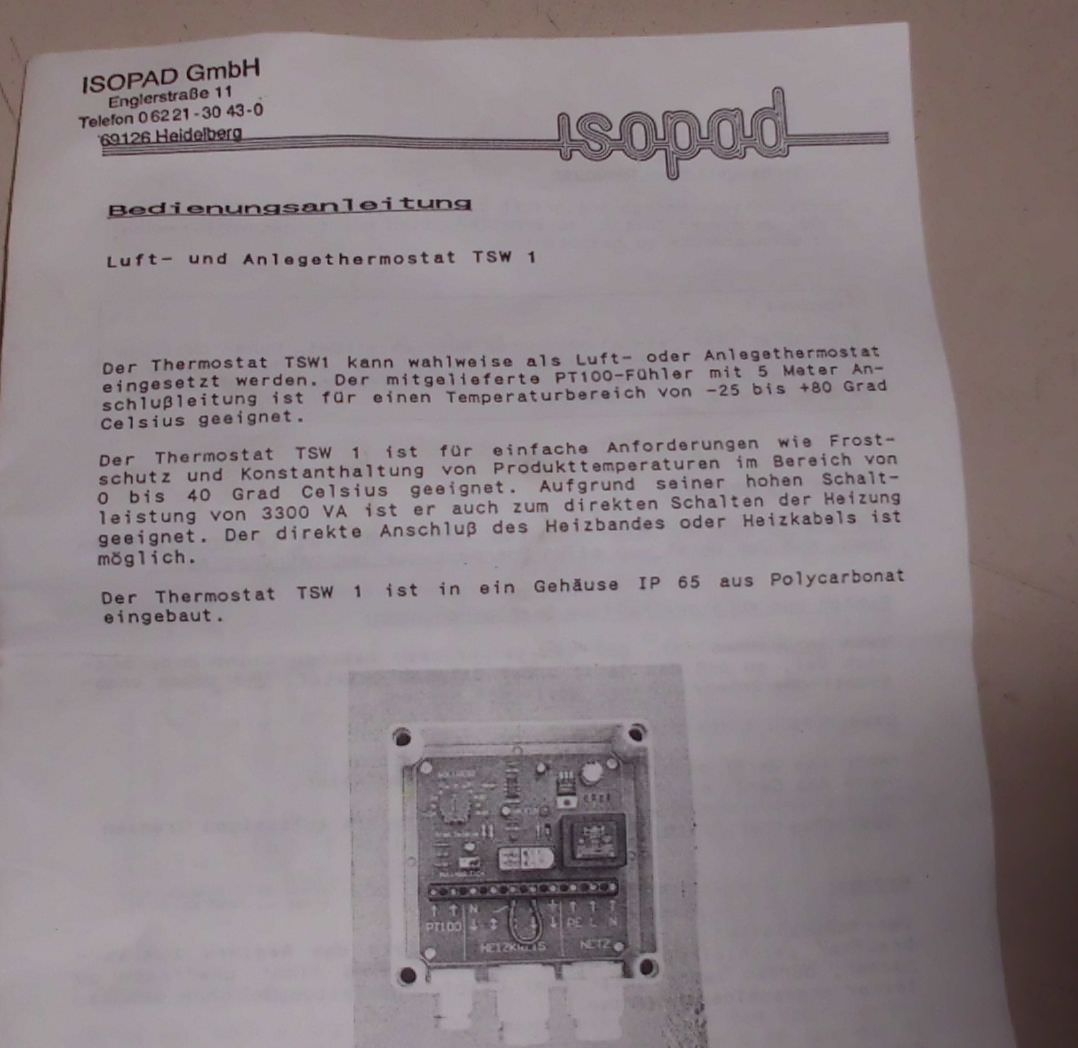 ISOPAD GmbH
Englerstraße 11
Telefon 0 62 21 - 30 43-0
69126 Heidelberg
isopad
Bedienungsanleitung
Luft- und Anlegethermostat TSW 1
Der Thermostat TSW1 kann wahlweise als Luft- oder Anlegethermostat
eingesetzt werden. Der mitgelieferte PT100-Fühler mit 5 Meter An-
schlußleitung ist für einen Temperaturbereich von -25 bis +80 Grad
Celsius geeignet.
Der Thermostat TSW 1 ist für einfache Anforderungen wie Frost-
schutz und Konstanthaltung von Produkttemperaturen im Bereich von
0 bis 40 Grad Celsius geeignet. Aufgrund seiner hohen Schalt-
leistung von 3300 VA ist er auch zum direkten Schalten der Heizung
geeignet. Der direkte Anschluß des Heizbandes oder Heizkabels ist
möglich.
Der Thermostat TSW 1 ist in ein Gehäuse IP 65 aus Polycarbonat
eingebaut.
N
PT100
PE L N
HEIZKREIS
NETZ